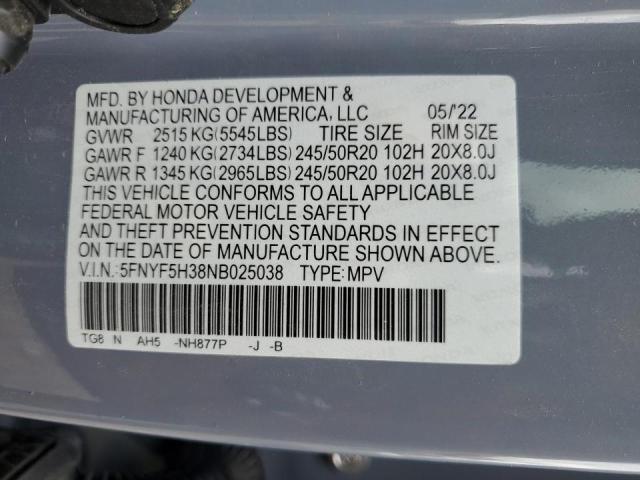 MFD. BY HONDA DEVELOPMENT &
MANUFACTURING OF AMERICA, LLC 05/'22
GVWR 2515 KG(5545LBS) TIRE SIZE RIM SIZE
GAWR F 1240 KG(2734LBS) 245/50R20 102H 20X8.0J
GAWR R 1345 KG(2965LBS) 245/50R20 102H 20X8.0J
THIS VEHICLE CONFORMS TO ALL APPLICABLE
FEDERAL MOTOR VEHICLE SAFETY
AND THEFT PREVENTION STANDARDS IN EFFECT
ON THE DATE OF MANUFACTURE SHOWN ABOVE.
V.I.N.:5FNYF5H38NB025038 TYPE:MPV
TG8 N AH5 -NH877P -J -B